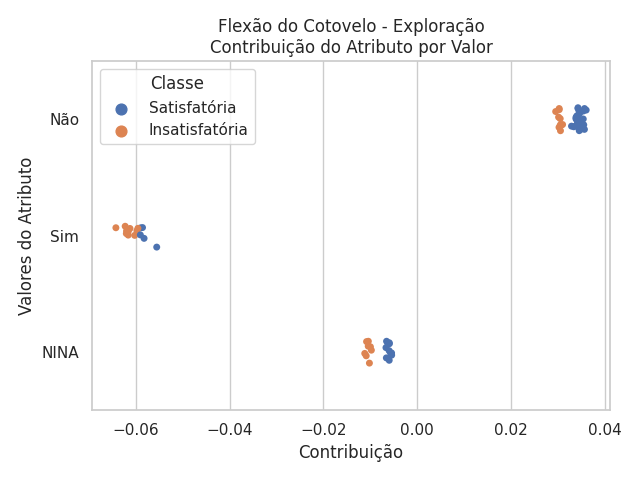 Flexão do Cotovelo - Exploração
Contribuição do Atributo por Valor
Classe
Satisfatória
Insatisfatória
Valores do Atributo
Não
Sim
NINA
−0.06
−0.04
−0.02
0.00
0.02
0.04
Contribuição